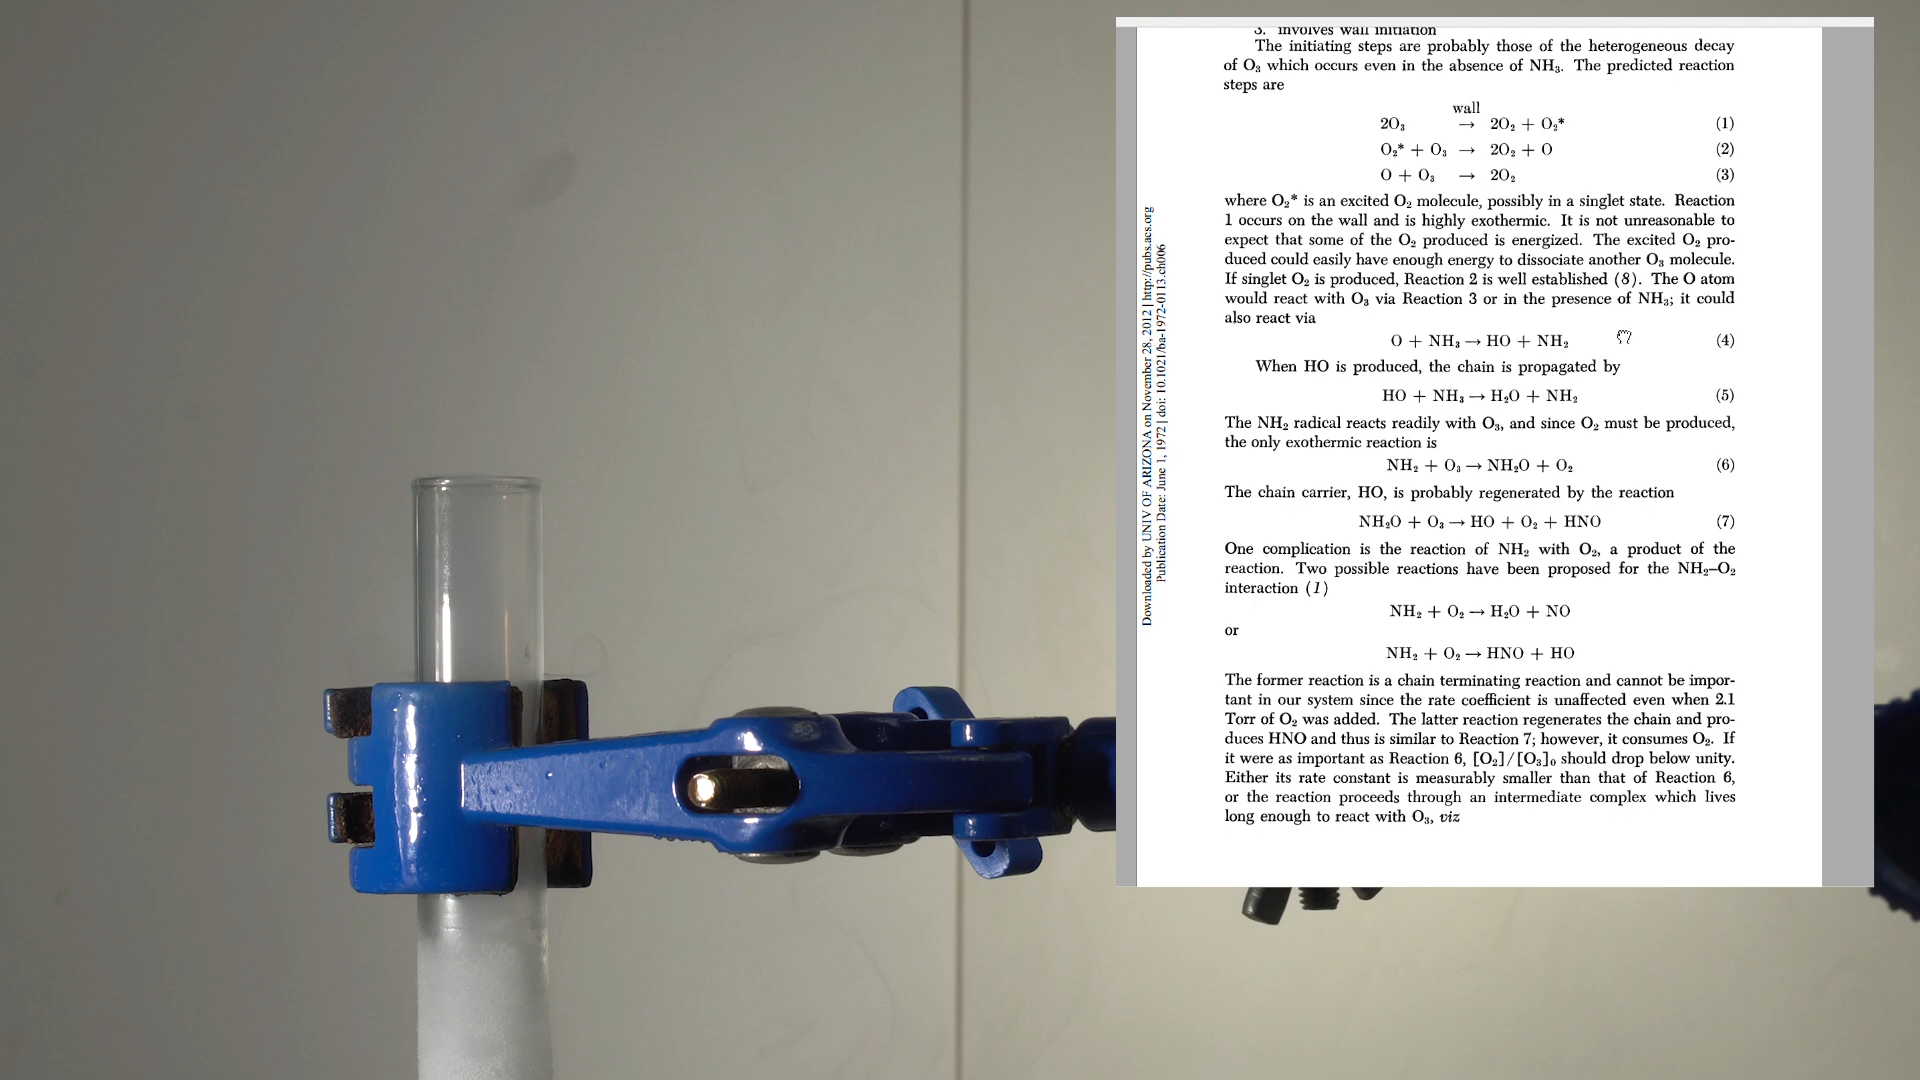 3. involves wall initiation
The initiating steps are probably those of the heterogeneous decay
of O₃ which occurs even in the absence of NH₃. The predicted reaction
steps are
wall
2O₃ → 2O₂ + O₂* (1)
O₂* + O₃ → 2O₂ + O (2)
O + O₃ → 2O₂ (3)
where O₂* is an excited O₂ molecule, possibly in a singlet state. Reaction
1 occurs on the wall and is highly exothermic. It is not unreasonable to
expect that some of the O₂ produced is energized. The excited O₂ pro-
duced could easily have enough energy to dissociate another O₃ molecule.
If singlet O₂ is produced, Reaction 2 is well established (8). The O atom
would react with O₃ via Reaction 3 or in the presence of NH₃; it could
also react via
O + NH₃ → HO + NH₂ (4)
When HO is produced, the chain is propagated by
HO + NH₃ → H₂O + NH₂ (5)
The NH₂ radical reacts readily with O₃, and since O₂ must be produced,
the only exothermic reaction is
NH₂ + O₃ → NH₂O + O₂ (6)
The chain carrier, HO, is probably regenerated by the reaction
NH₂O + O₃ → HO + O₂ + HNO (7)
One complication is the reaction of NH₂ with O₂, a product of the
reaction. Two possible reactions have been proposed for the NH₂–O₂
interaction (1)
NH₂ + O₂ → H₂O + NO
or
NH₂ + O₂ → HNO + HO
The former reaction is a chain terminating reaction and cannot be impor-
tant in our system since the rate coefficient is unaffected even when 2.1
Torr of O₂ was added. The latter reaction regenerates the chain and pro-
duces HNO and thus is similar to Reaction 7; however, it consumes O₂. If
it were as important as Reaction 6, [O₂]/[O₃]₀ should drop below unity.
Either its rate constant is measurably smaller than that of Reaction 6,
or the reaction proceeds through an intermediate complex which lives
long enough to react with O₃, viz
Downloaded by UNIV OF ARIZONA on November 28, 2012 | http://pubs.acs.org
Publication Date: June 1, 1972 | doi: 10.1021/ba-1972-0113.ch006